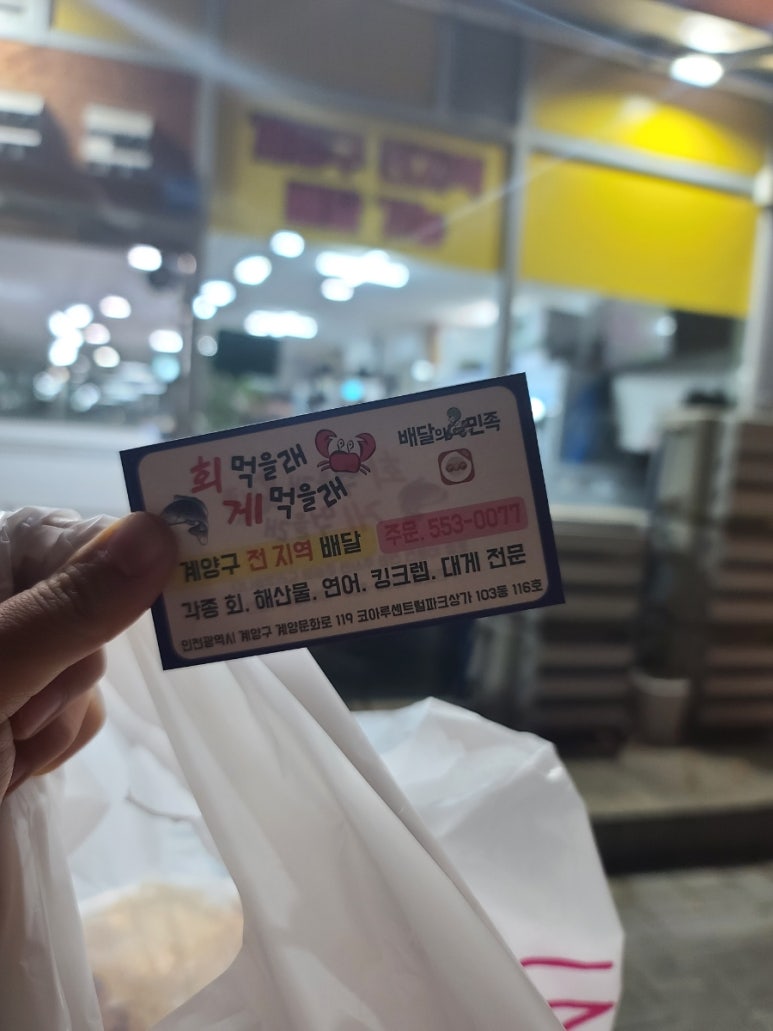 회 먹을래
게 먹을래
배달의민족
계양구 전 지역 배달
주문. 553-0077
각종 회. 해산물. 연어. 킹크렙. 대게 전문
인천광역시 계양구 계양문화로 119 코아루센트럴파크상가 103동 116호